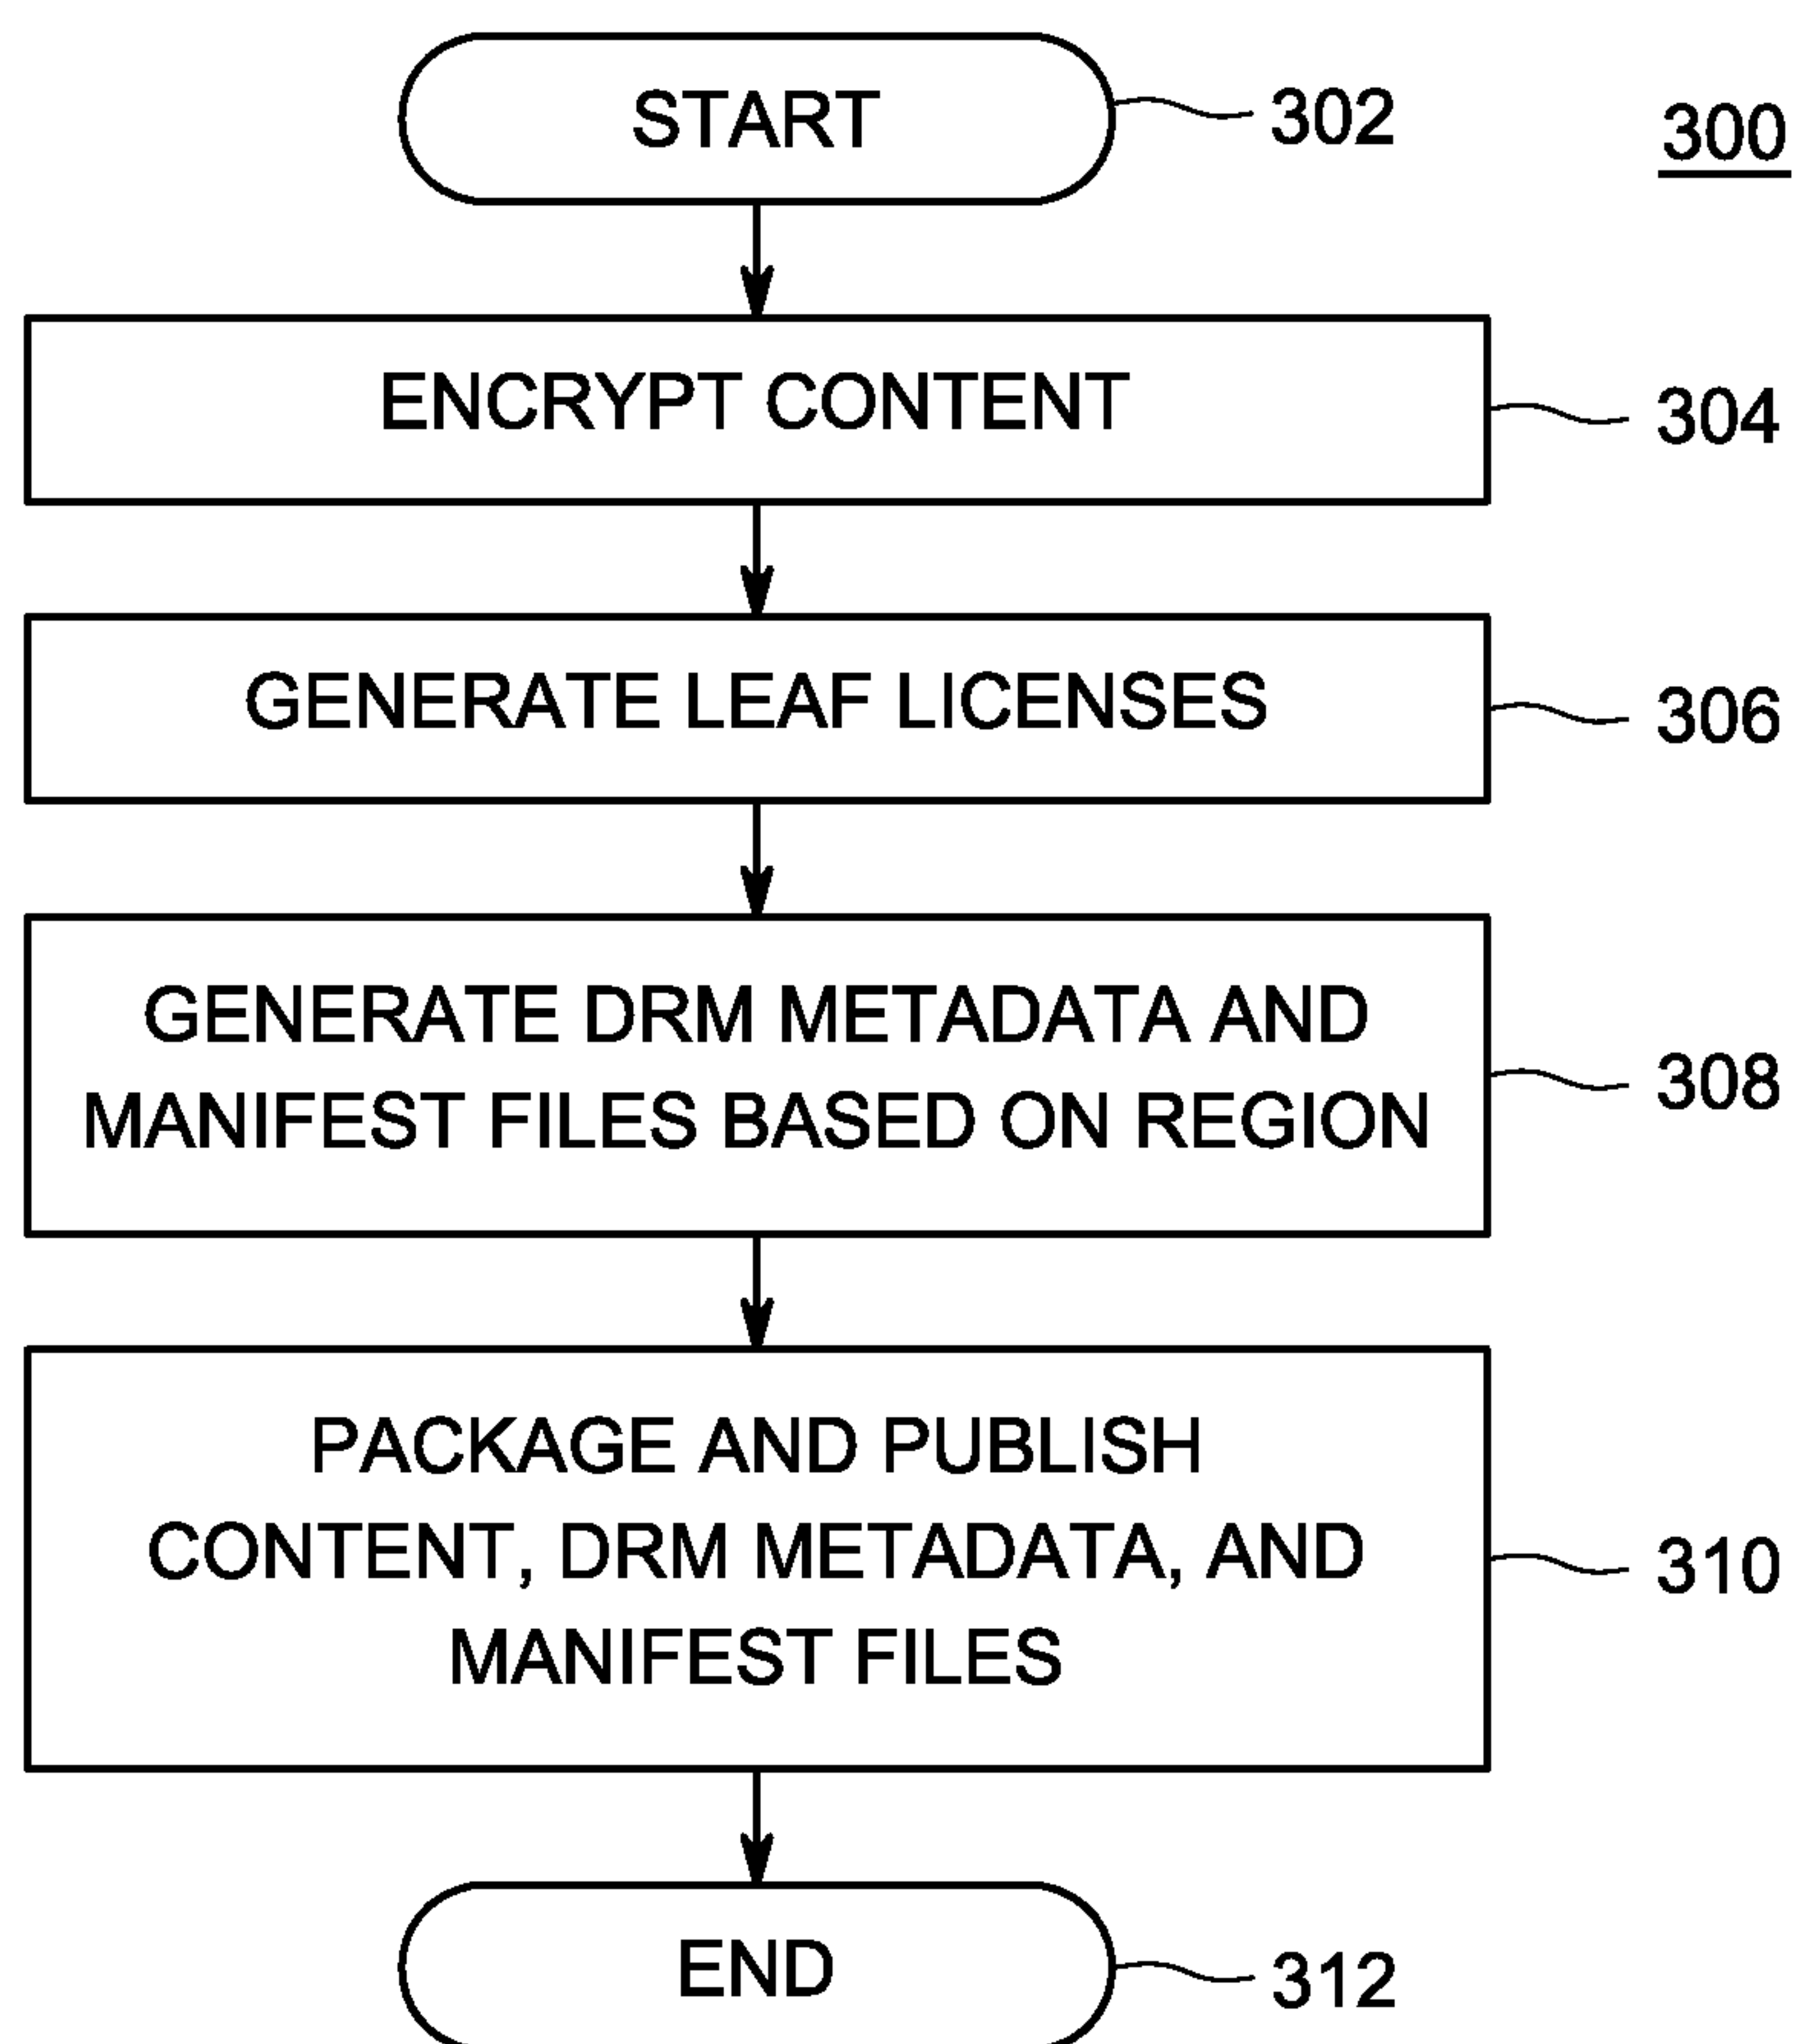 START
302
300
ENCRYPT CONTENT
304
GENERATE LEAF LICENSES
306
GENERATE DRM METADATA AND
MANIFEST FILES BASED ON REGION
308
PACKAGE AND PUBLISH
CONTENT, DRM METADATA, AND
MANIFEST FILES
310
END
312